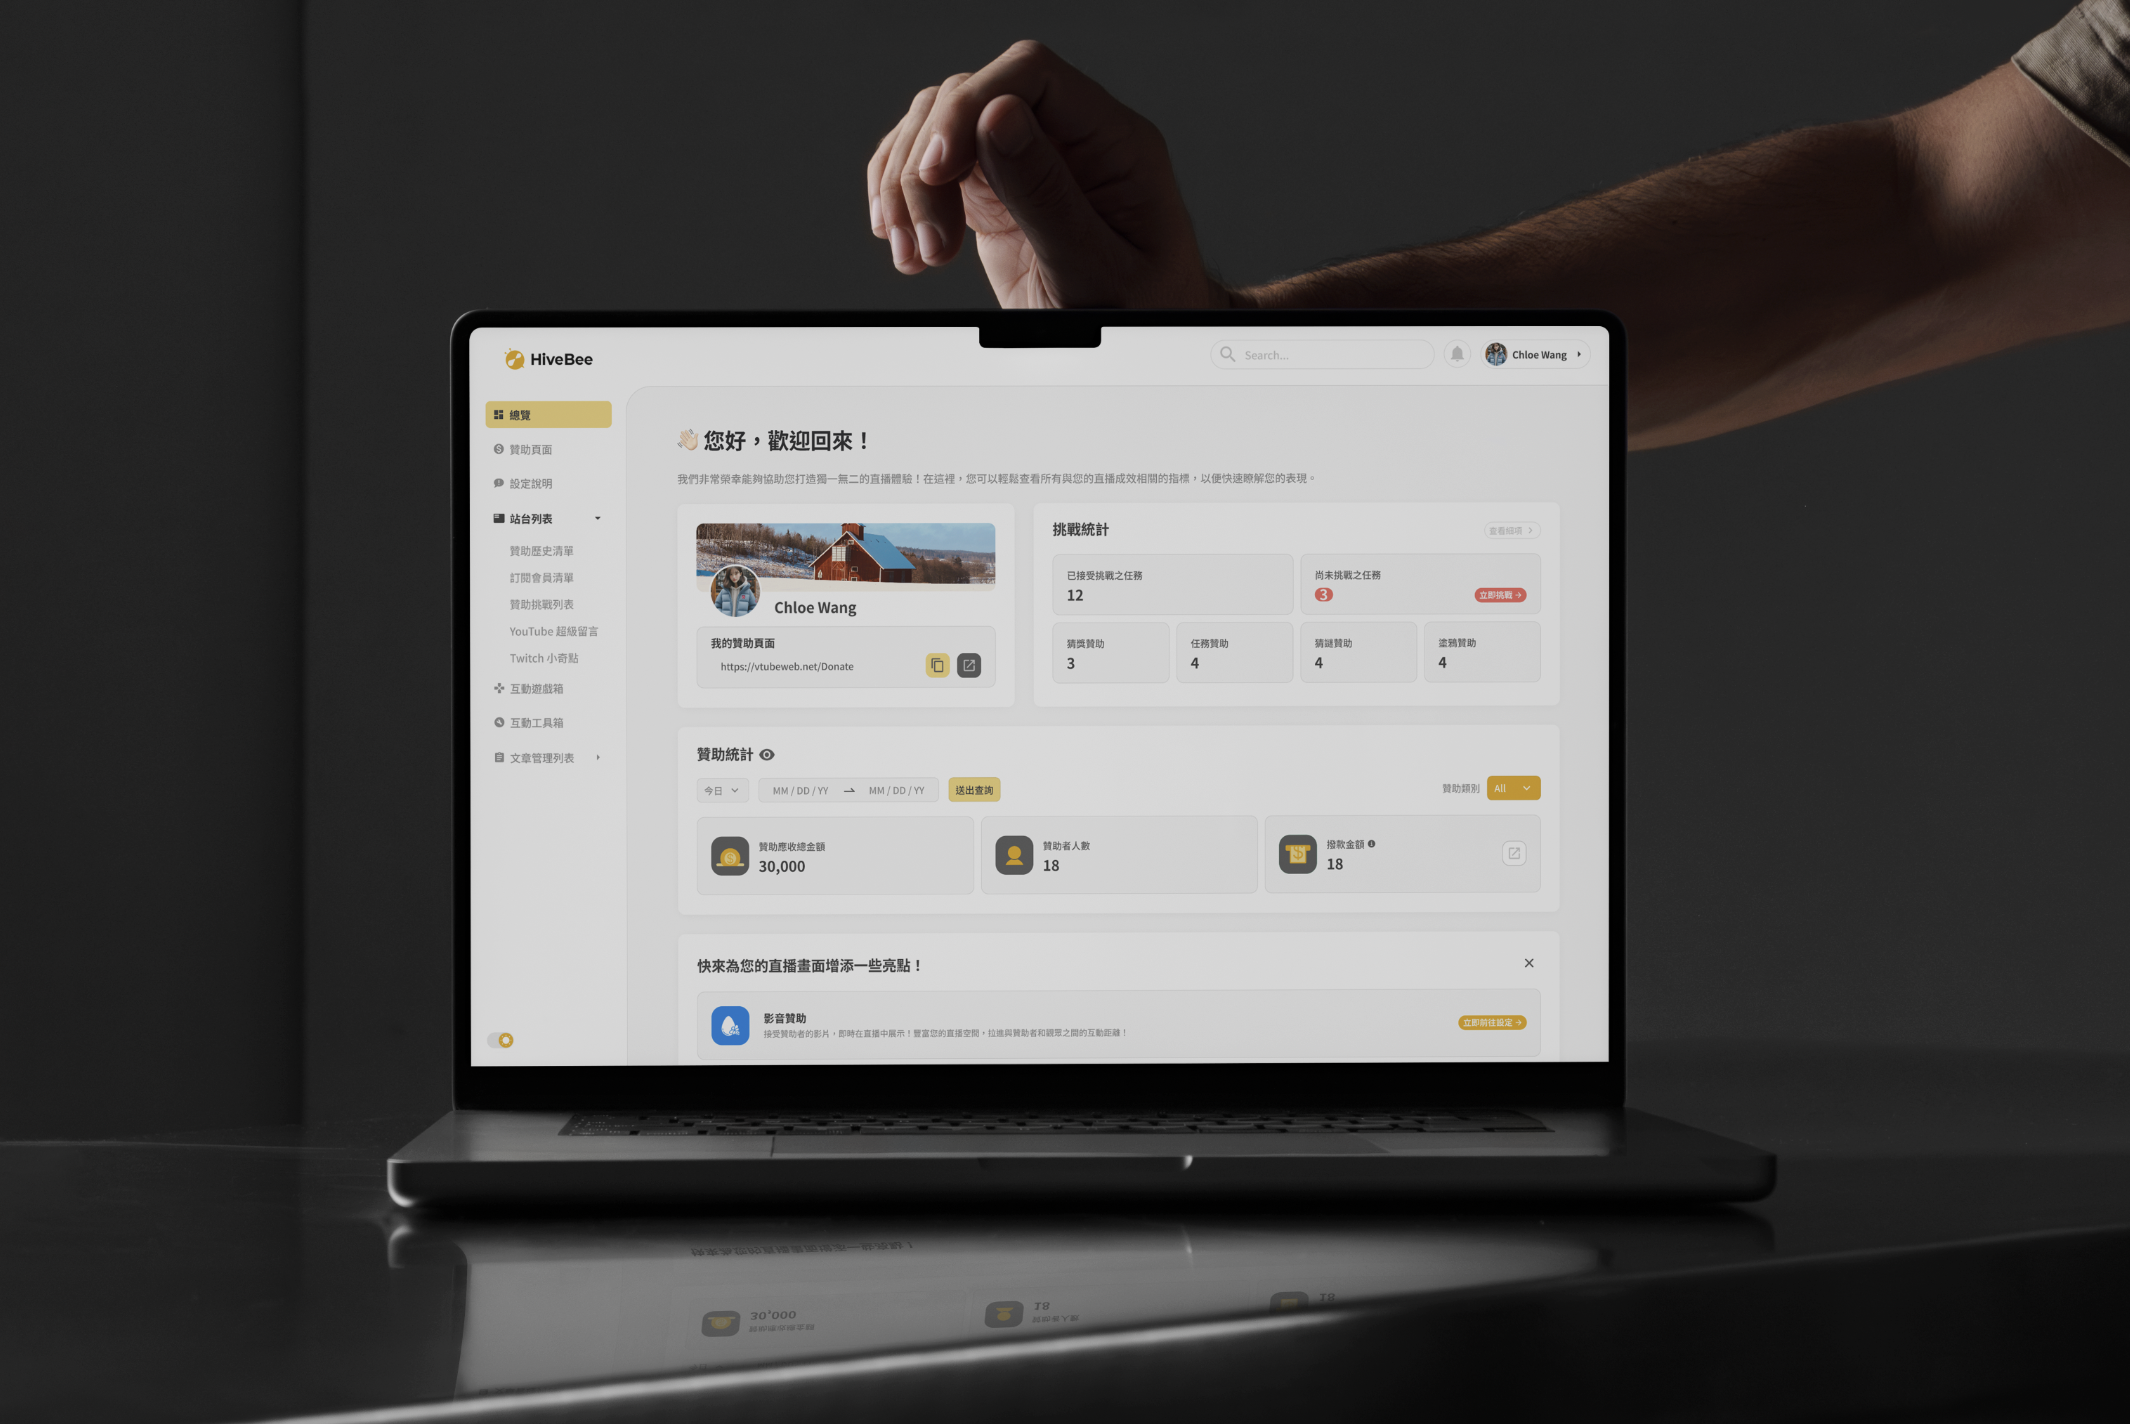 HiveBee
Search...
Chloe Wang
總覽
贊助頁面
設定說明
站台列表
贊助歷史清單
訂閱會員清單
贊助挑戰列表
YouTube 超級留言
Twitch 小奇點
互動遊戲箱
互動工具箱
文章管理列表
👋🏻 您好，歡迎回來！
我們非常榮幸能夠協助您打造獨一無二的直播體驗！在這裡，您可以輕鬆查看所有與您的直播成效相關的指標，以便快速瞭解您的表現。
Chloe Wang
我的贊助頁面
https://vtubeweb.net/Donate
挑戰統計
查看細項
已接受挑戰之任務
12
尚未挑戰之任務
3
立即挑戰
猜獎贊助
3
任務贊助
4
猜謎贊助
4
塗鴉贊助
4
贊助統計
今日
MM / DD / YY
MM / DD / YY
送出查詢
贊助類別
All
贊助應收總金額
30,000
贊助者人數
18
撥款金額
18
快來為您的直播畫面增添一些亮點！
影音贊助
接受贊助者的影片，即時在直播中展示！豐富您的直播空間，拉進與贊助者和觀眾之間的互動距離！
立即前往設定